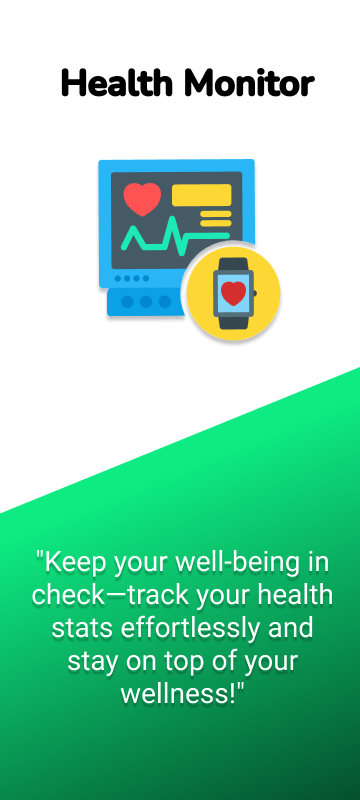 Health Monitor
"Keep your well-being in
check—track your health
stats effortlessly and
stay on top of your
wellness!"